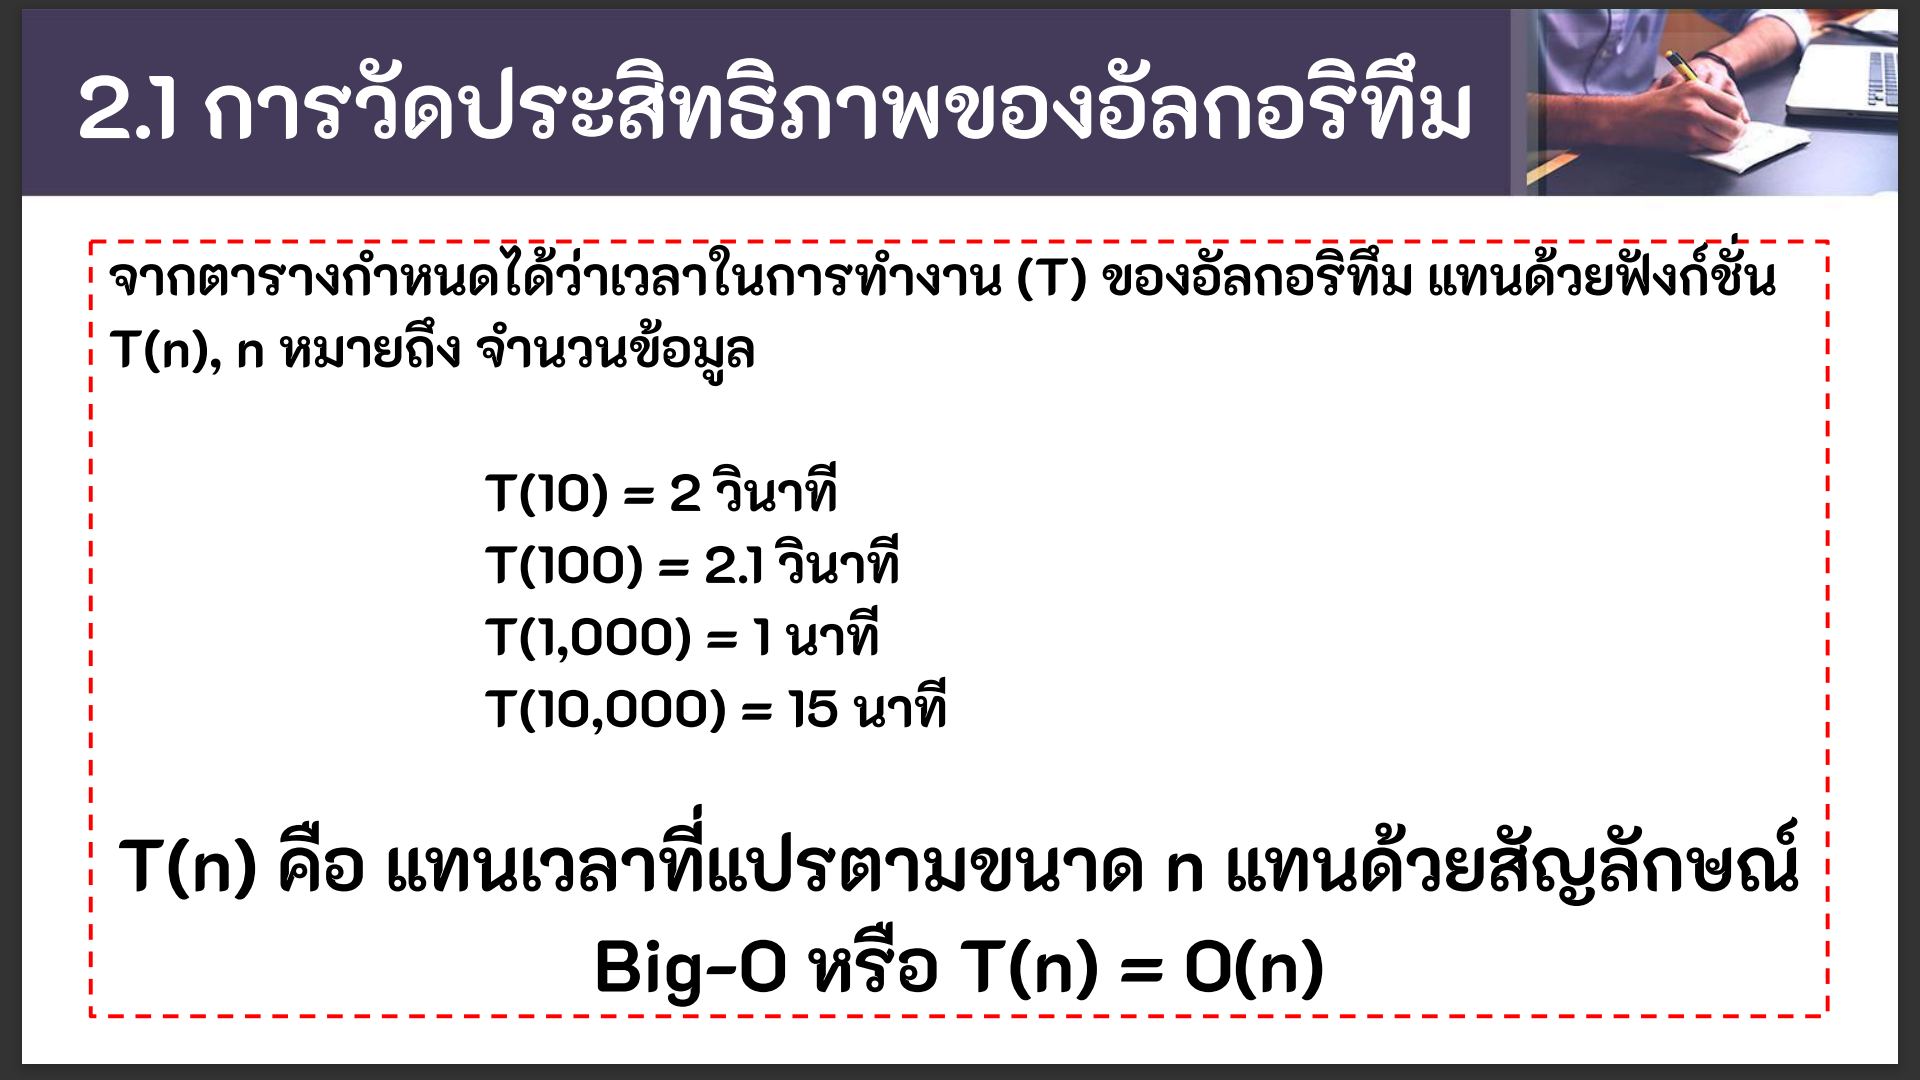 2.1 การวัดประสิทธิภาพของอัลกอริทึม
จากตารางกำหนดได้ว่าเวลาในการทำงาน (T) ของอัลกอริทึม แทนด้วยฟังก์ชั่น
T(n), n หมายถึง จำนวนข้อมูล
T(10) = 2 วินาที
T(100) = 2.1 วินาที
T(1,000) = 1 นาที
T(10,000) = 15 นาที
T(n) คือ แทนเวลาที่แปรตามขนาด n แทนด้วยสัญลักษณ์
Big-O หรือ T(n) = O(n)